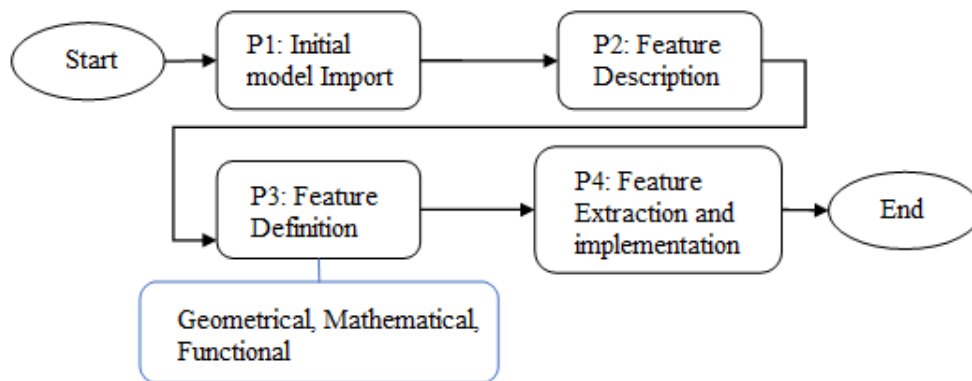 Start
P1: Initial
model Import
P2: Feature
Description
P3: Feature
Definition
P4: Feature
Extraction and
implementation
End
Geometrical, Mathematical,
Functional